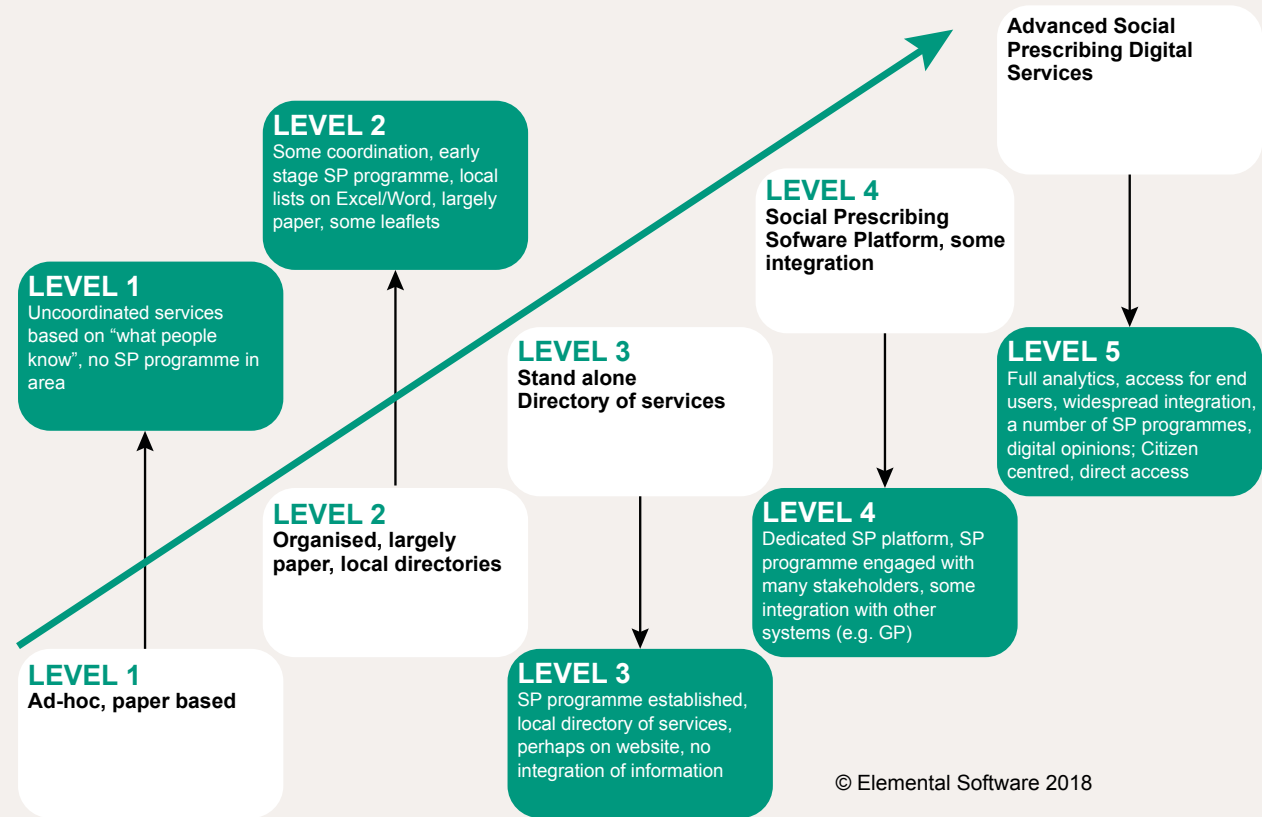 LEVEL 1
Ad-hoc, paper based
LEVEL 1
Uncoordinated services
based on “what people
know”, no SP programme in
area
LEVEL 2
Organised, largely
paper, local directories
LEVEL 2
Some coordination, early
stage SP programme, local
lists on Excel/Word, largely
paper, some leaflets
LEVEL 3
Stand alone
Directory of services
LEVEL 3
SP programme established,
local directory of services,
perhaps on website, no
integration of information
LEVEL 4
Social Prescribing
Sofware Platform, some
integration
LEVEL 4
Dedicated SP platform, SP
programme engaged with
many stakeholders, some
integration with other
systems (e.g. GP)
Advanced Social
Prescribing Digital
Services
LEVEL 5
Full analytics, access for end
users, widespread integration,
a number of SP programmes,
digital opinions; Citizen
centred, direct access
© Elemental Software 2018